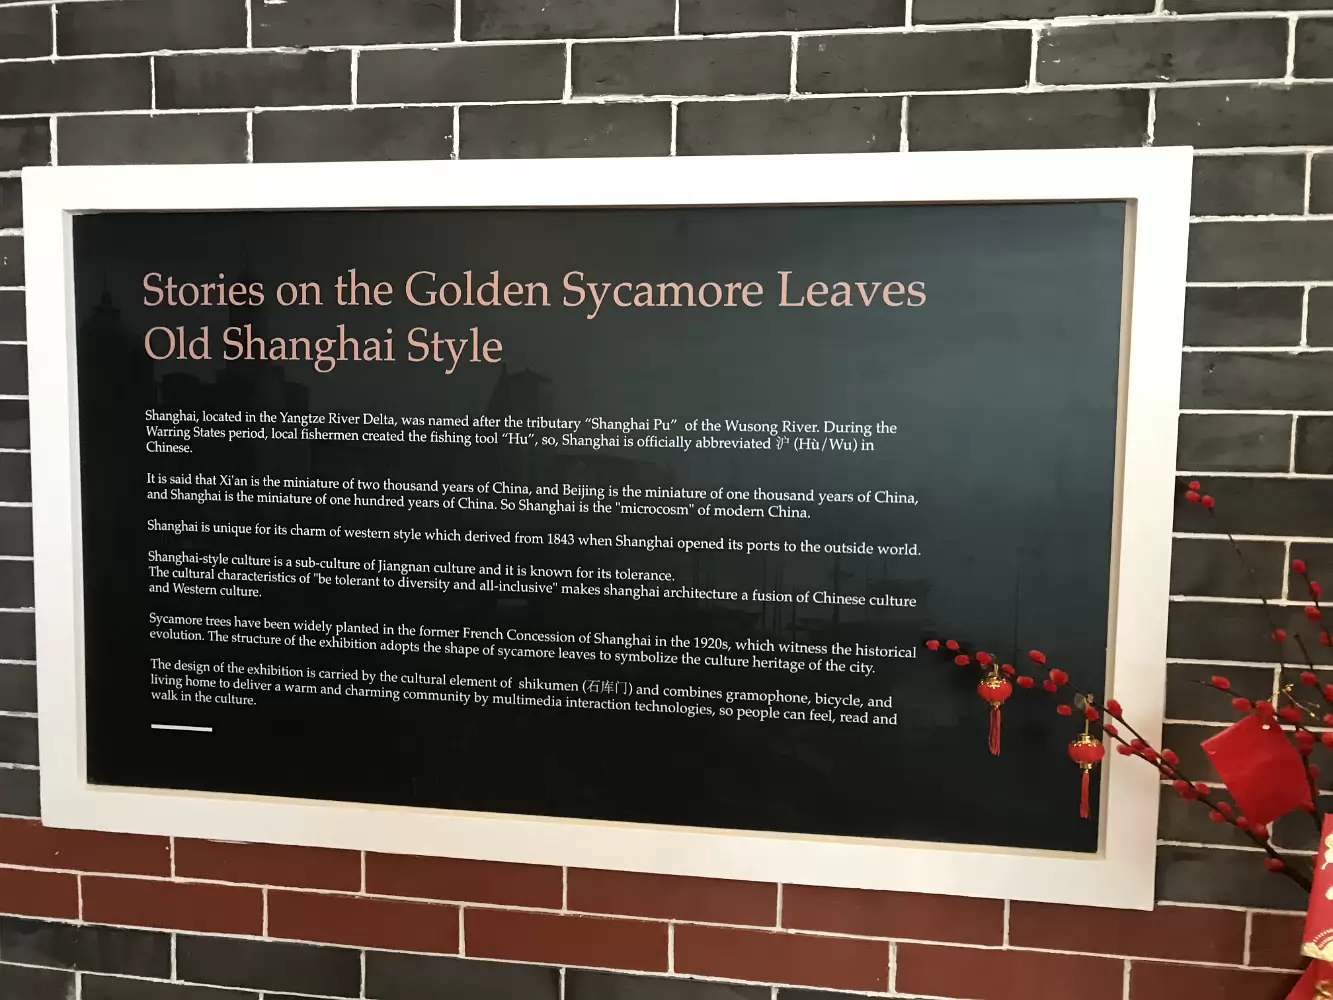 Stories on the Golden Sycamore Leaves
Old Shanghai Style
Shanghai, located in the Yangtze River Delta, was named after the tributary “Shanghai Pu” of the Wusong River. During the
Warring States period, local fishermen created the fishing tool “Hu”, so, Shanghai is officially abbreviated 沪 (Hù/Wu) in
Chinese.
It is said that Xi'an is the miniature of two thousand years of China, and Beijing is the miniature of one thousand years of China,
and Shanghai is the miniature of one hundred years of China. So Shanghai is the "microcosm" of modern China.
Shanghai is unique for its charm of western style which derived from 1843 when Shanghai opened its ports to the outside world.
Shanghai-style culture is a sub-culture of Jiangnan culture and it is known for its tolerance.
The cultural characteristics of "be tolerant to diversity and all-inclusive" makes shanghai architecture a fusion of Chinese culture
and Western culture.
Sycamore trees have been widely planted in the former French Concession of Shanghai in the 1920s, which witness the historical
evolution. The structure of the exhibition adopts the shape of sycamore leaves to symbolize the culture heritage of the city.
The design of the exhibition is carried by the cultural element of shikumen (石库门) and combines gramophone, bicycle, and
living home to deliver a warm and charming community by multimedia interaction technologies, so people can feel, read and
walk in the culture.